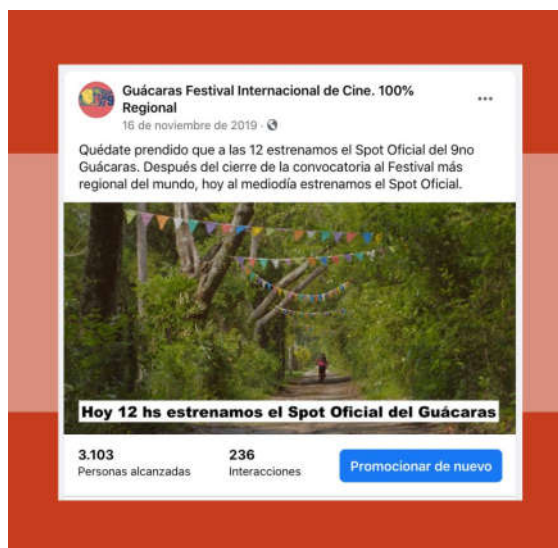 Guácaras Festival Internacional de Cine. 100%
Regional
16 de noviembre de 2019 ·
Quédate prendido que a las 12 estrenamos el Spot Oficial del 9no
Guácaras. Después del cierre de la convocatoria al Festival más
regional del mundo, hoy al mediodía estrenamos el Spot Oficial.
Hoy 12 hs estrenamos el Spot Oficial del Guácaras
3.103
Personas alcanzadas
236
Interacciones
Promocionar de nuevo